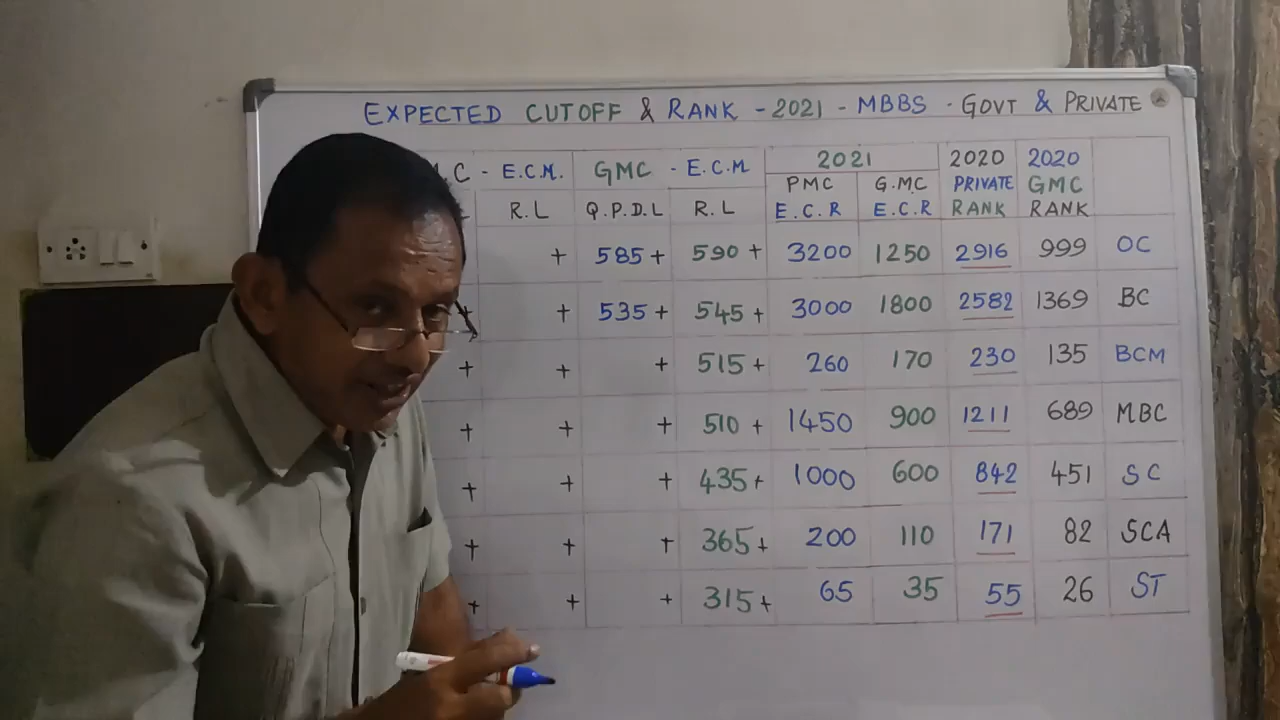 EXPECTED CUTOFF & RANK - 2021 - MBBS - GOVT & PRIVATE
C - E.C.M. GMC - E.C.M 2021 2020 2020
PMC G.M.C PRIVATE GMC
R.L Q.P.D.L R.L E.C.R E.C.R RANK RANK
+ 585+ 590+ 3200 1250 2916 999 OC
+ + 535+ 545+ 3000 1800 2582 1369 BC
+ + + 515+ 260 170 230 135 BCM
+ + + 510+ 1450 900 1211 689 MBC
+ + + 435+ 1000 600 842 451 SC
+ + + 365+ 200 110 171 82 SCA
+ + + 315+ 65 35 55 26 ST